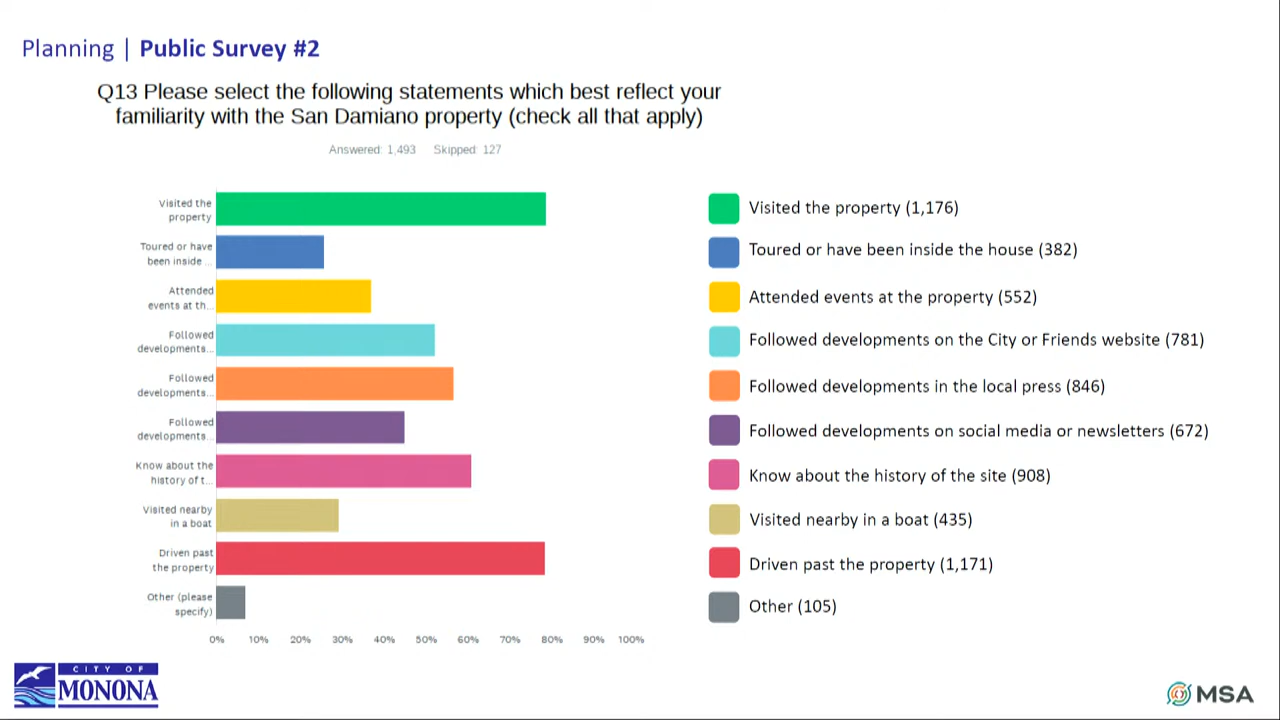 Planning | Public Survey #2
Q13 Please select the following statements which best reflect your
familiarity with the San Damiano property (check all that apply)
Answered: 1,493 Skipped: 127
Visited the
property
Toured or have
been inside ...
Attended
events at th...
Followed
developments...
Followed
developments...
Followed
developments...
Know about the
history of t...
Visited nearby
in a boat
Driven past
the property
Other (please
specify)
0% 10% 20% 30% 40% 50% 60% 70% 80% 90% 100%
Visited the property (1,176)
Toured or have been inside the house (382)
Attended events at the property (552)
Followed developments on the City or Friends website (781)
Followed developments in the local press (846)
Followed developments on social media or newsletters (672)
Know about the history of the site (908)
Visited nearby in a boat (435)
Driven past the property (1,171)
Other (105)
CITY OF
MONONA
MSA